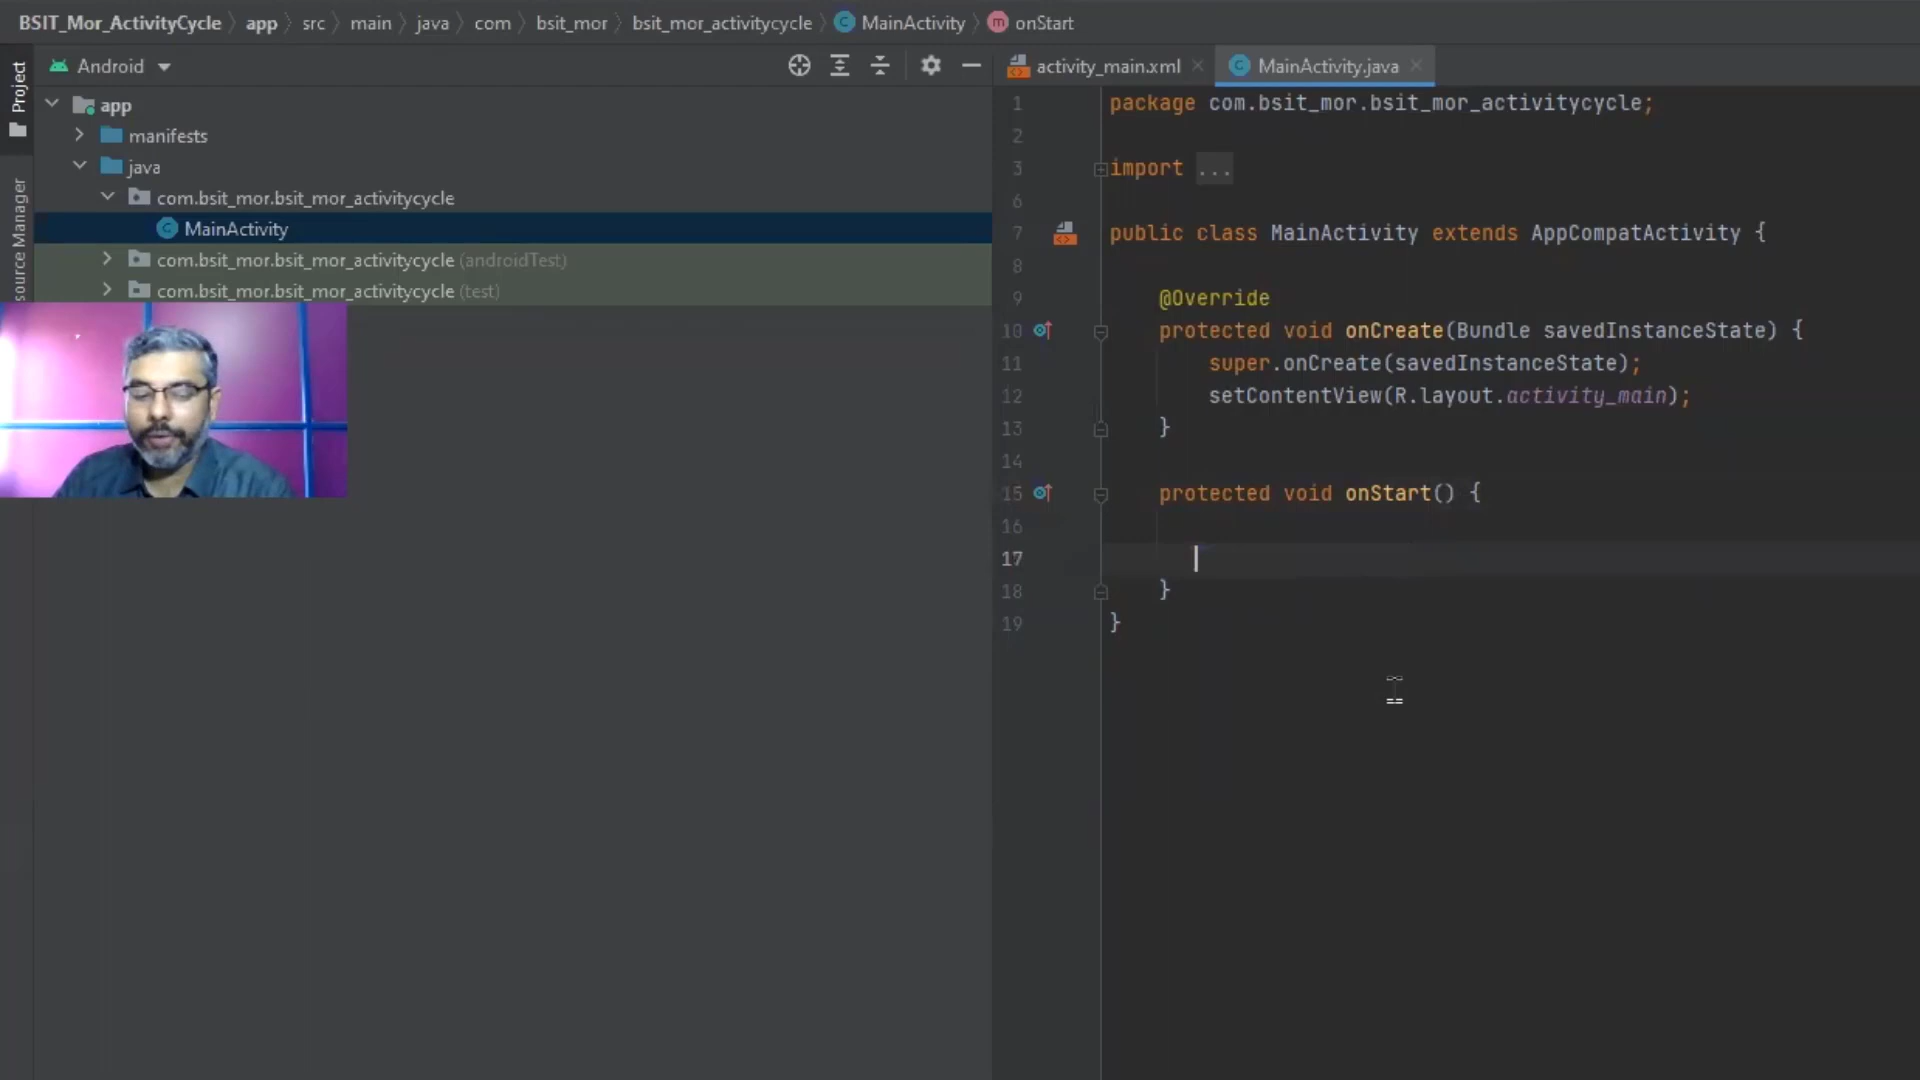 BSIT_Mor_ActivityCycle app src main java com bsit_mor bsit_mor_activitycycle MainActivity onStart
Project
source Manager
Android
app
manifests
java
com.bsit_mor.bsit_mor_activitycycle
MainActivity
com.bsit_mor.bsit_mor_activitycycle (androidTest)
com.bsit_mor.bsit_mor_activitycycle (test)
activity_main.xml MainActivity.java
1 package com.bsit_mor.bsit_mor_activitycycle;
2
3 import ...
6
7 public class MainActivity extends AppCompatActivity {
8
9 @Override
10 protected void onCreate(Bundle savedInstanceState) {
11 super.onCreate(savedInstanceState);
12 setContentView(R.layout.activity_main);
13 }
14
15 protected void onStart() {
16
17
18 }
19 }